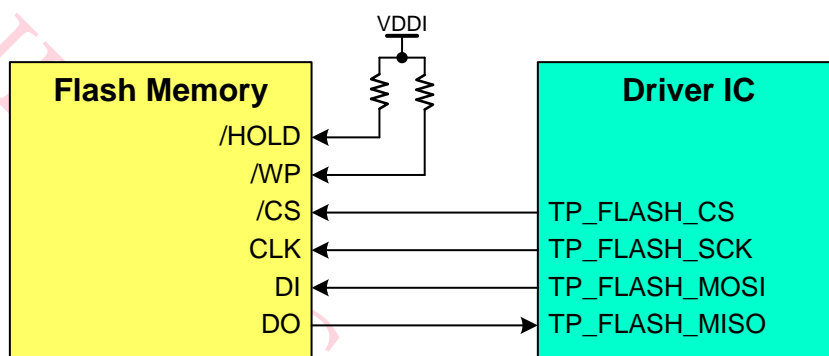 VDDI
Flash Memory
Driver IC
/HOLD
/WP
/CS
TP_FLASH_CS
CLK
TP_FLASH_SCK
DI
TP_FLASH_MOSI
DO
TP_FLASH_MISO